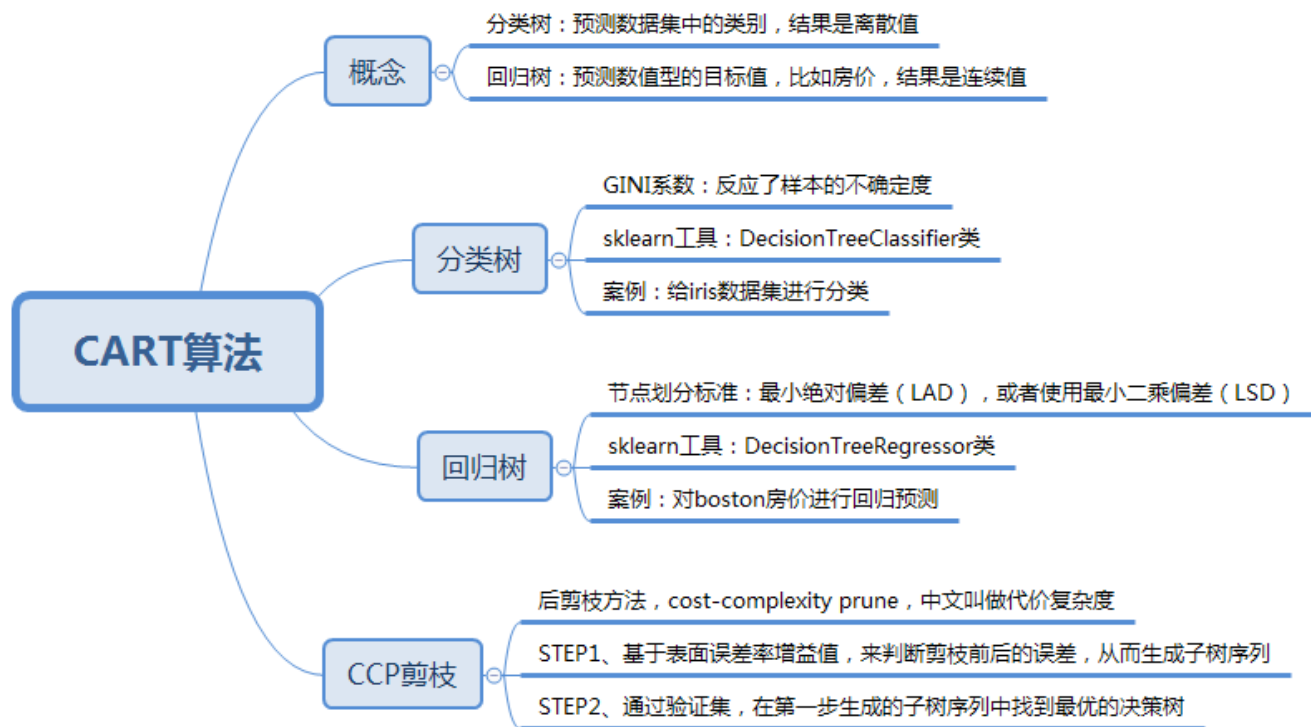 CART算法
概念
分类树：预测数据集中的类别，结果是离散值
回归树：预测数值型的目标值，比如房价，结果是连续值
分类树
GINI系数：反应了样本的不确定度
sklearn工具：DecisionTreeClassifier类
案例：给iris数据集进行分类
回归树
节点划分标准：最小绝对偏差（LAD），或者使用最小二乘偏差（LSD）
sklearn工具：DecisionTreeRegressor类
案例：对boston房价进行回归预测
CCP剪枝
后剪枝方法，cost-complexity prune，中文叫做代价复杂度
STEP1、基于表面误差率增益值，来判断剪枝前后的误差，从而生成子树序列
STEP2、通过验证集，在第一步生成的子树序列中找到最优的决策树